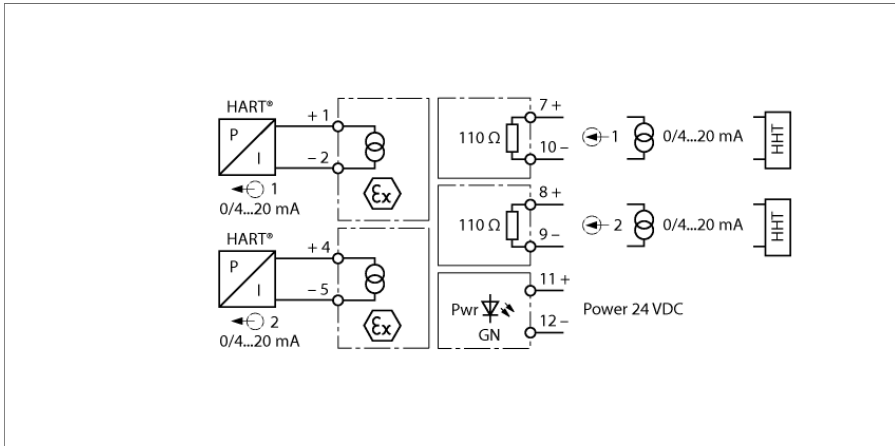 HART®
P
I
+ 1
– 2
Ex
1
0/4...20 mA
HART®
P
I
+ 4
– 5
Ex
2
0/4...20 mA
110 Ω
7 +
10 –
1
0/4...20 mA
HHT
110 Ω
8 +
9 –
2
0/4...20 mA
HHT
Pwr
GN
11 +
12 –
Power 24 VDC